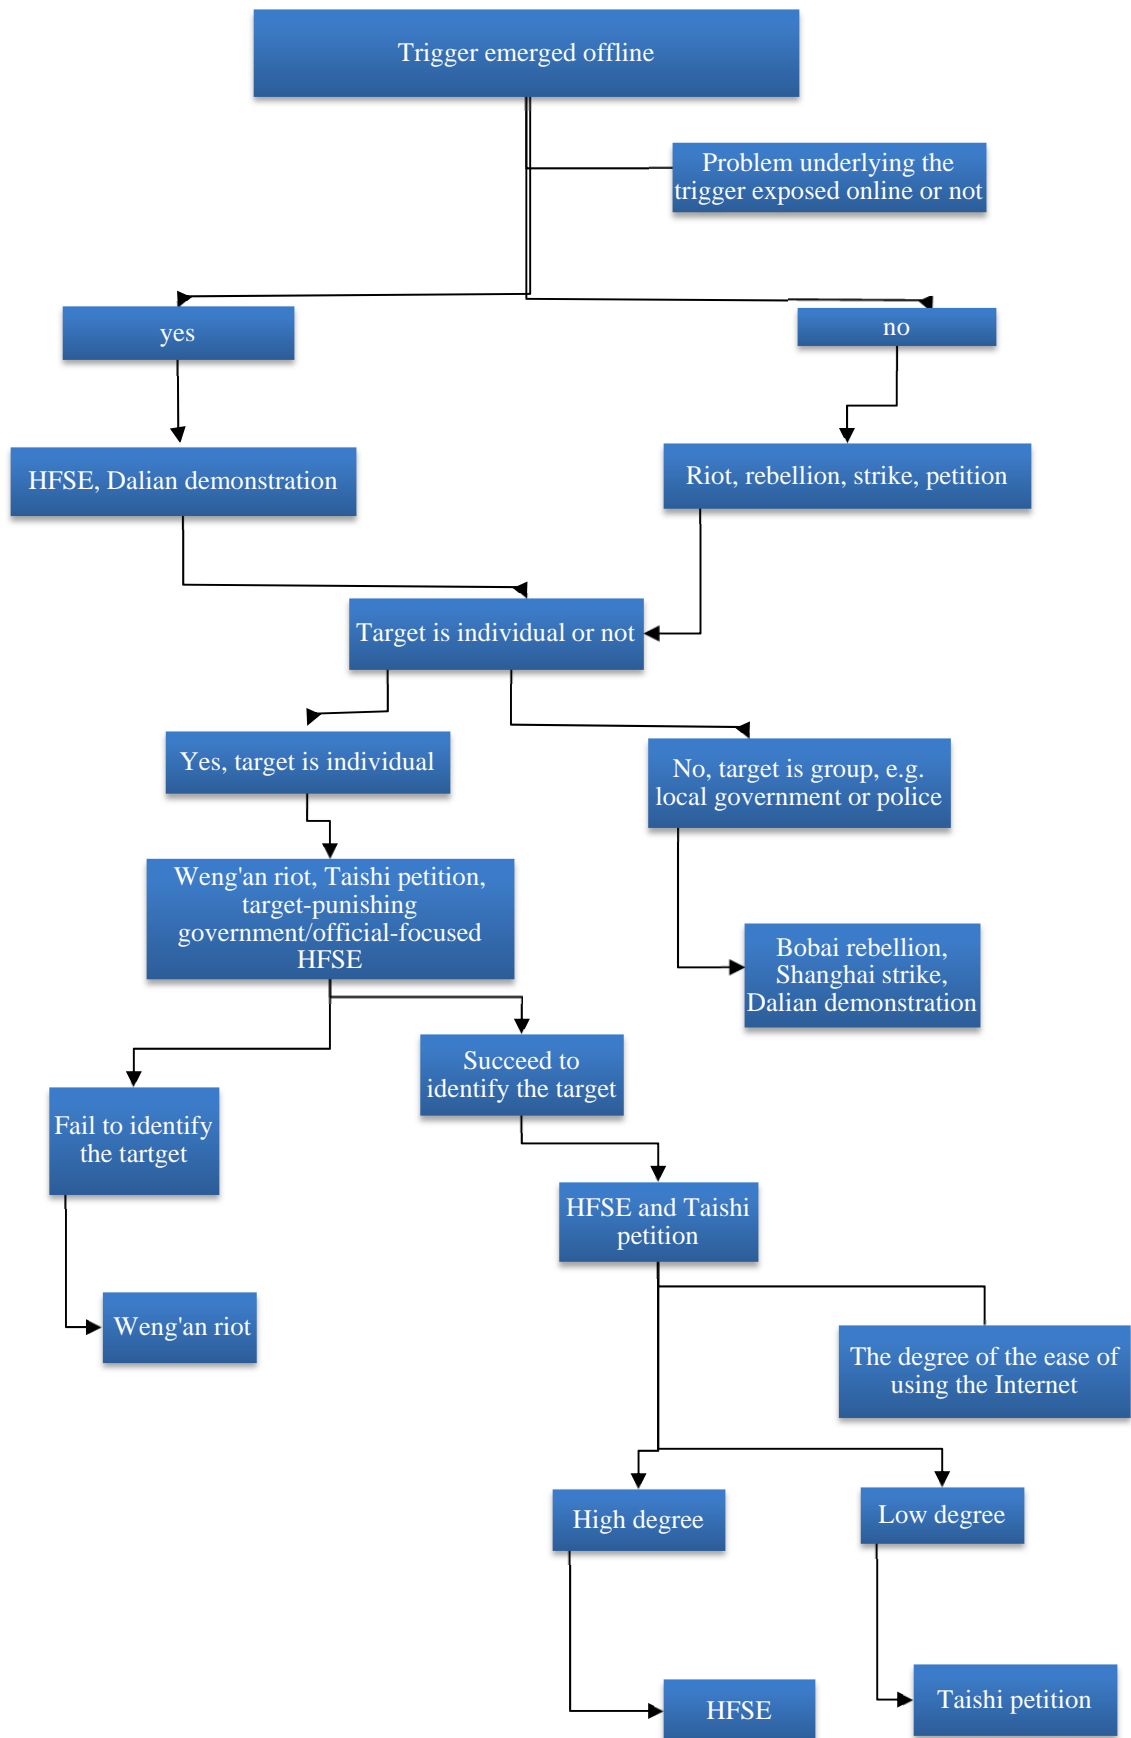 Trigger emerged offline
Problem underlying the
trigger exposed online or not
yes
no
HFSE, Dalian demonstration
Riot, rebellion, strike, petition
Target is individual or not
Yes, target is individual
No, target is group, e.g.
local government or police
Weng'an riot, Taishi petition,
target-punishing
government/official-focused
HFSE
Bobai rebellion,
Shanghai strike,
Dalian demonstration
Succeed to
identify the target
Fail to identify
the tartget
HFSE and Taishi
petition
Weng'an riot
The degree of the ease of
using the Internet
High degree
Low degree
HFSE
Taishi petition